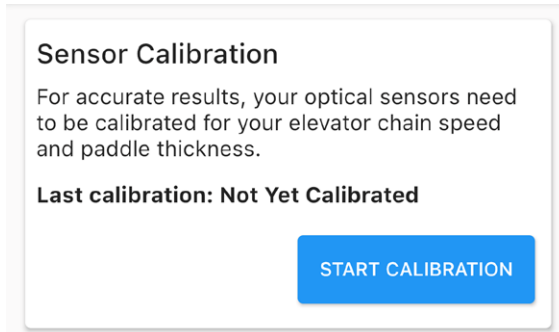 Sensor Calibration
For accurate results, your optical sensors need
to be calibrated for your elevator chain speed
and paddle thickness.
Last calibration: Not Yet Calibrated
START CALIBRATION